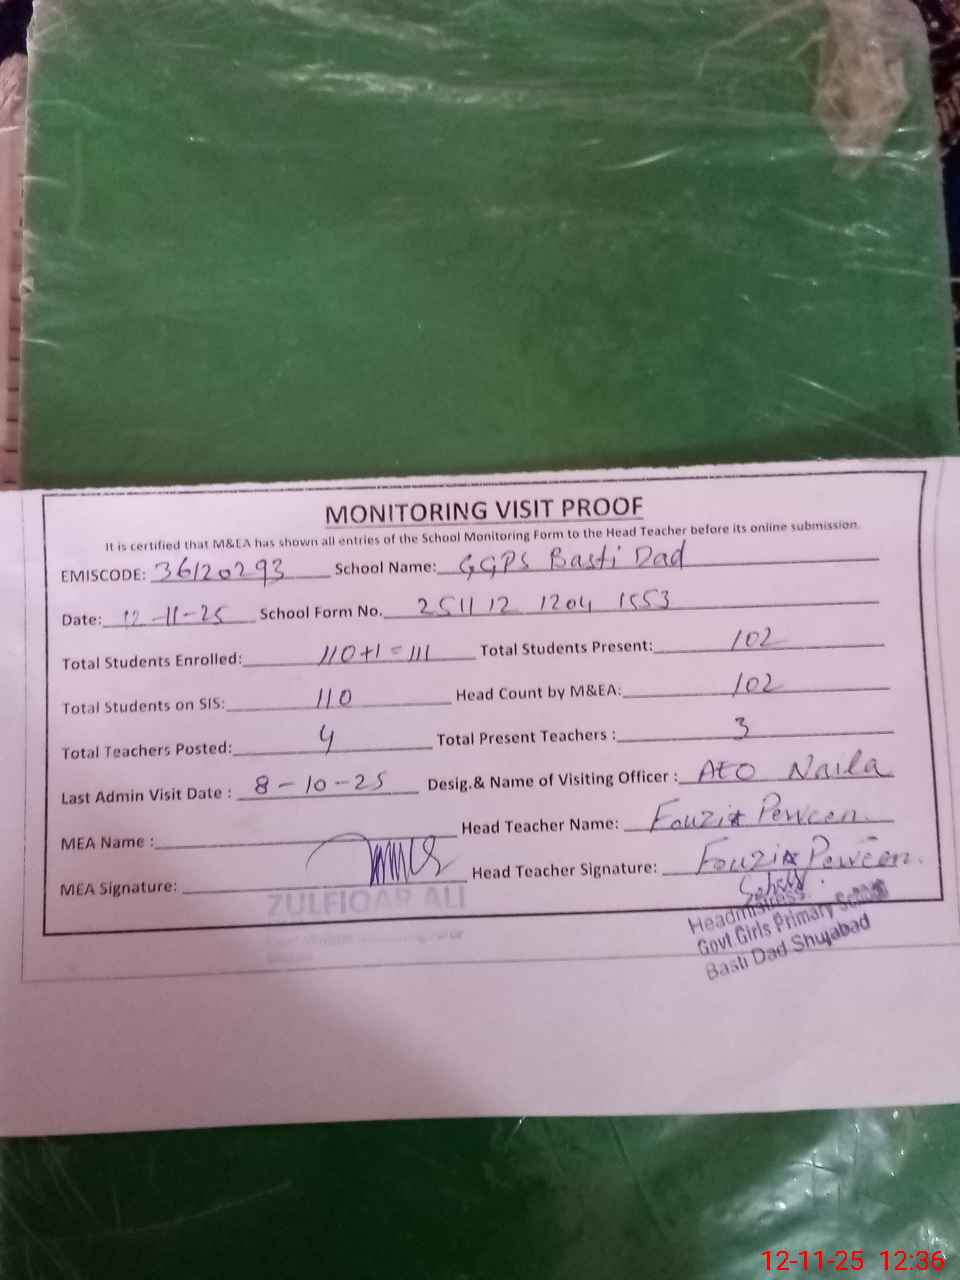 MONITORING VISIT PROOF
It is certified that M&EA has shown all entries of the School Monitoring Form to the Head Teacher before its online submission.
EMISCODE: 36120293 School Name: GGPS Basti Dad
Date: 12-11-25 School Form No. 2511 12 1204 1553
Total Students Enrolled: 110+1=111 Total Students Present: 102
Total Students on SIS: 110 Head Count by M&EA: 102
Total Teachers Posted: 4 Total Present Teachers : 3
Last Admin Visit Date : 8-10-25 Desig.& Name of Visiting Officer : AEO Naila
MEA Name : Head Teacher Name: Fouzia Perveen
MEA Signature: Head Teacher Signature: Fouzia Perveen.
ZULFIQAR ALI
Headmistress
Govt Girls Primary School
Basti Dad Shujabad
12-11-25 12:36